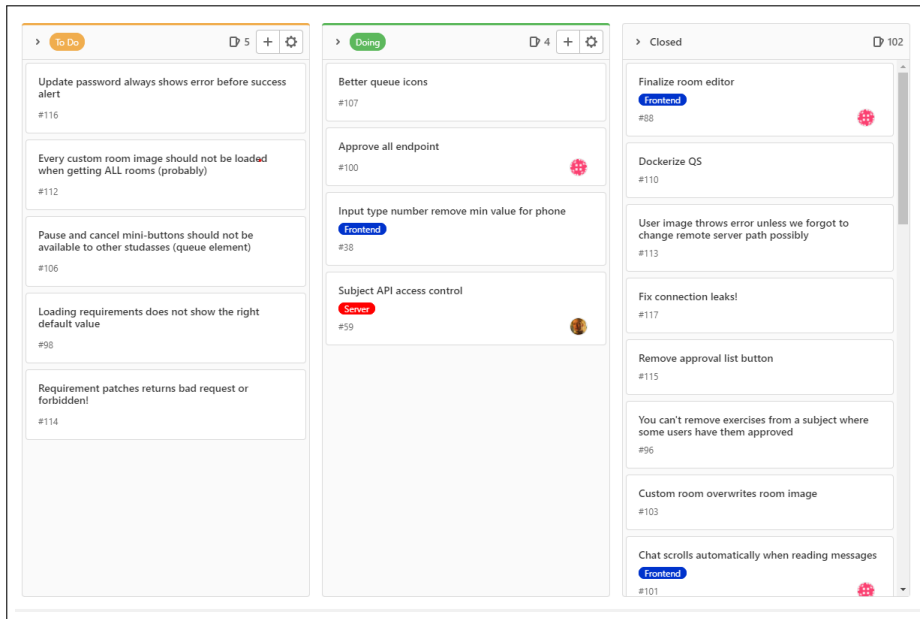 To Do
5
Update password always shows error before success
alert
#116
Every custom room image should not be loaded
when getting ALL rooms (probably)
#112
Pause and cancel mini-buttons should not be
available to other studasses (queue element)
#106
Loading requirements does not show the right
default value
#98
Requirement patches returns bad request or
forbidden!
#114
Doing
4
Better queue icons
#107
Approve all endpoint
#100
Input type number remove min value for phone
Frontend
#38
Subject API access control
Server
#59
Closed
102
Finalize room editor
Frontend
#88
Dockerize QS
#110
User image throws error unless we forgot to
change remote server path possibly
#113
Fix connection leaks!
#117
Remove approval list button
#115
You can't remove exercises from a subject where
some users have them approved
#96
Custom room overwrites room image
#103
Chat scrolls automatically when reading messages
Frontend
#101